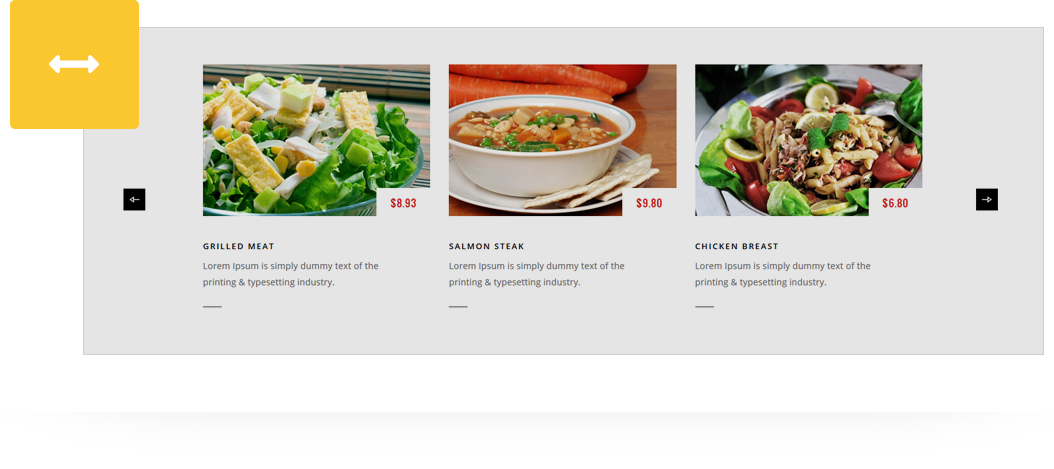 $8.93
$9.80
$6.80
GRILLED MEAT
Lorem Ipsum is simply dummy text of the
printing & typesetting industry.
SALMON STEAK
Lorem Ipsum is simply dummy text of the
printing & typesetting industry.
CHICKEN BREAST
Lorem Ipsum is simply dummy text of the
printing & typesetting industry.